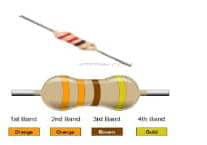 1st Band 2nd Band 3rd Band 4th Band
Orange Orange Brown Gold